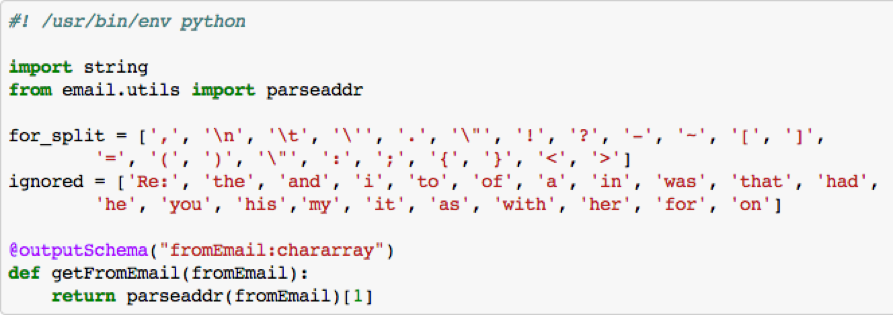 #! /usr/bin/env python
import string
from email.utils import parseaddr
for_split = [',', '\n', '\t', '\'', '.', '\"', '!', '?', '-', '~', '[', ']',
'=', '(', ')', '\"', ':', ';', '{', '}', '<', '>']
ignored = ['Re:', 'the', 'and', 'i', 'to', 'of', 'a', 'in', 'was', 'that', 'had',
'he', 'you', 'his','my', 'it', 'as', 'with', 'her', 'for', 'on']
@outputSchema("fromEmail:chararray")
def getFromEmail(fromEmail):
return parseaddr(fromEmail)[1]